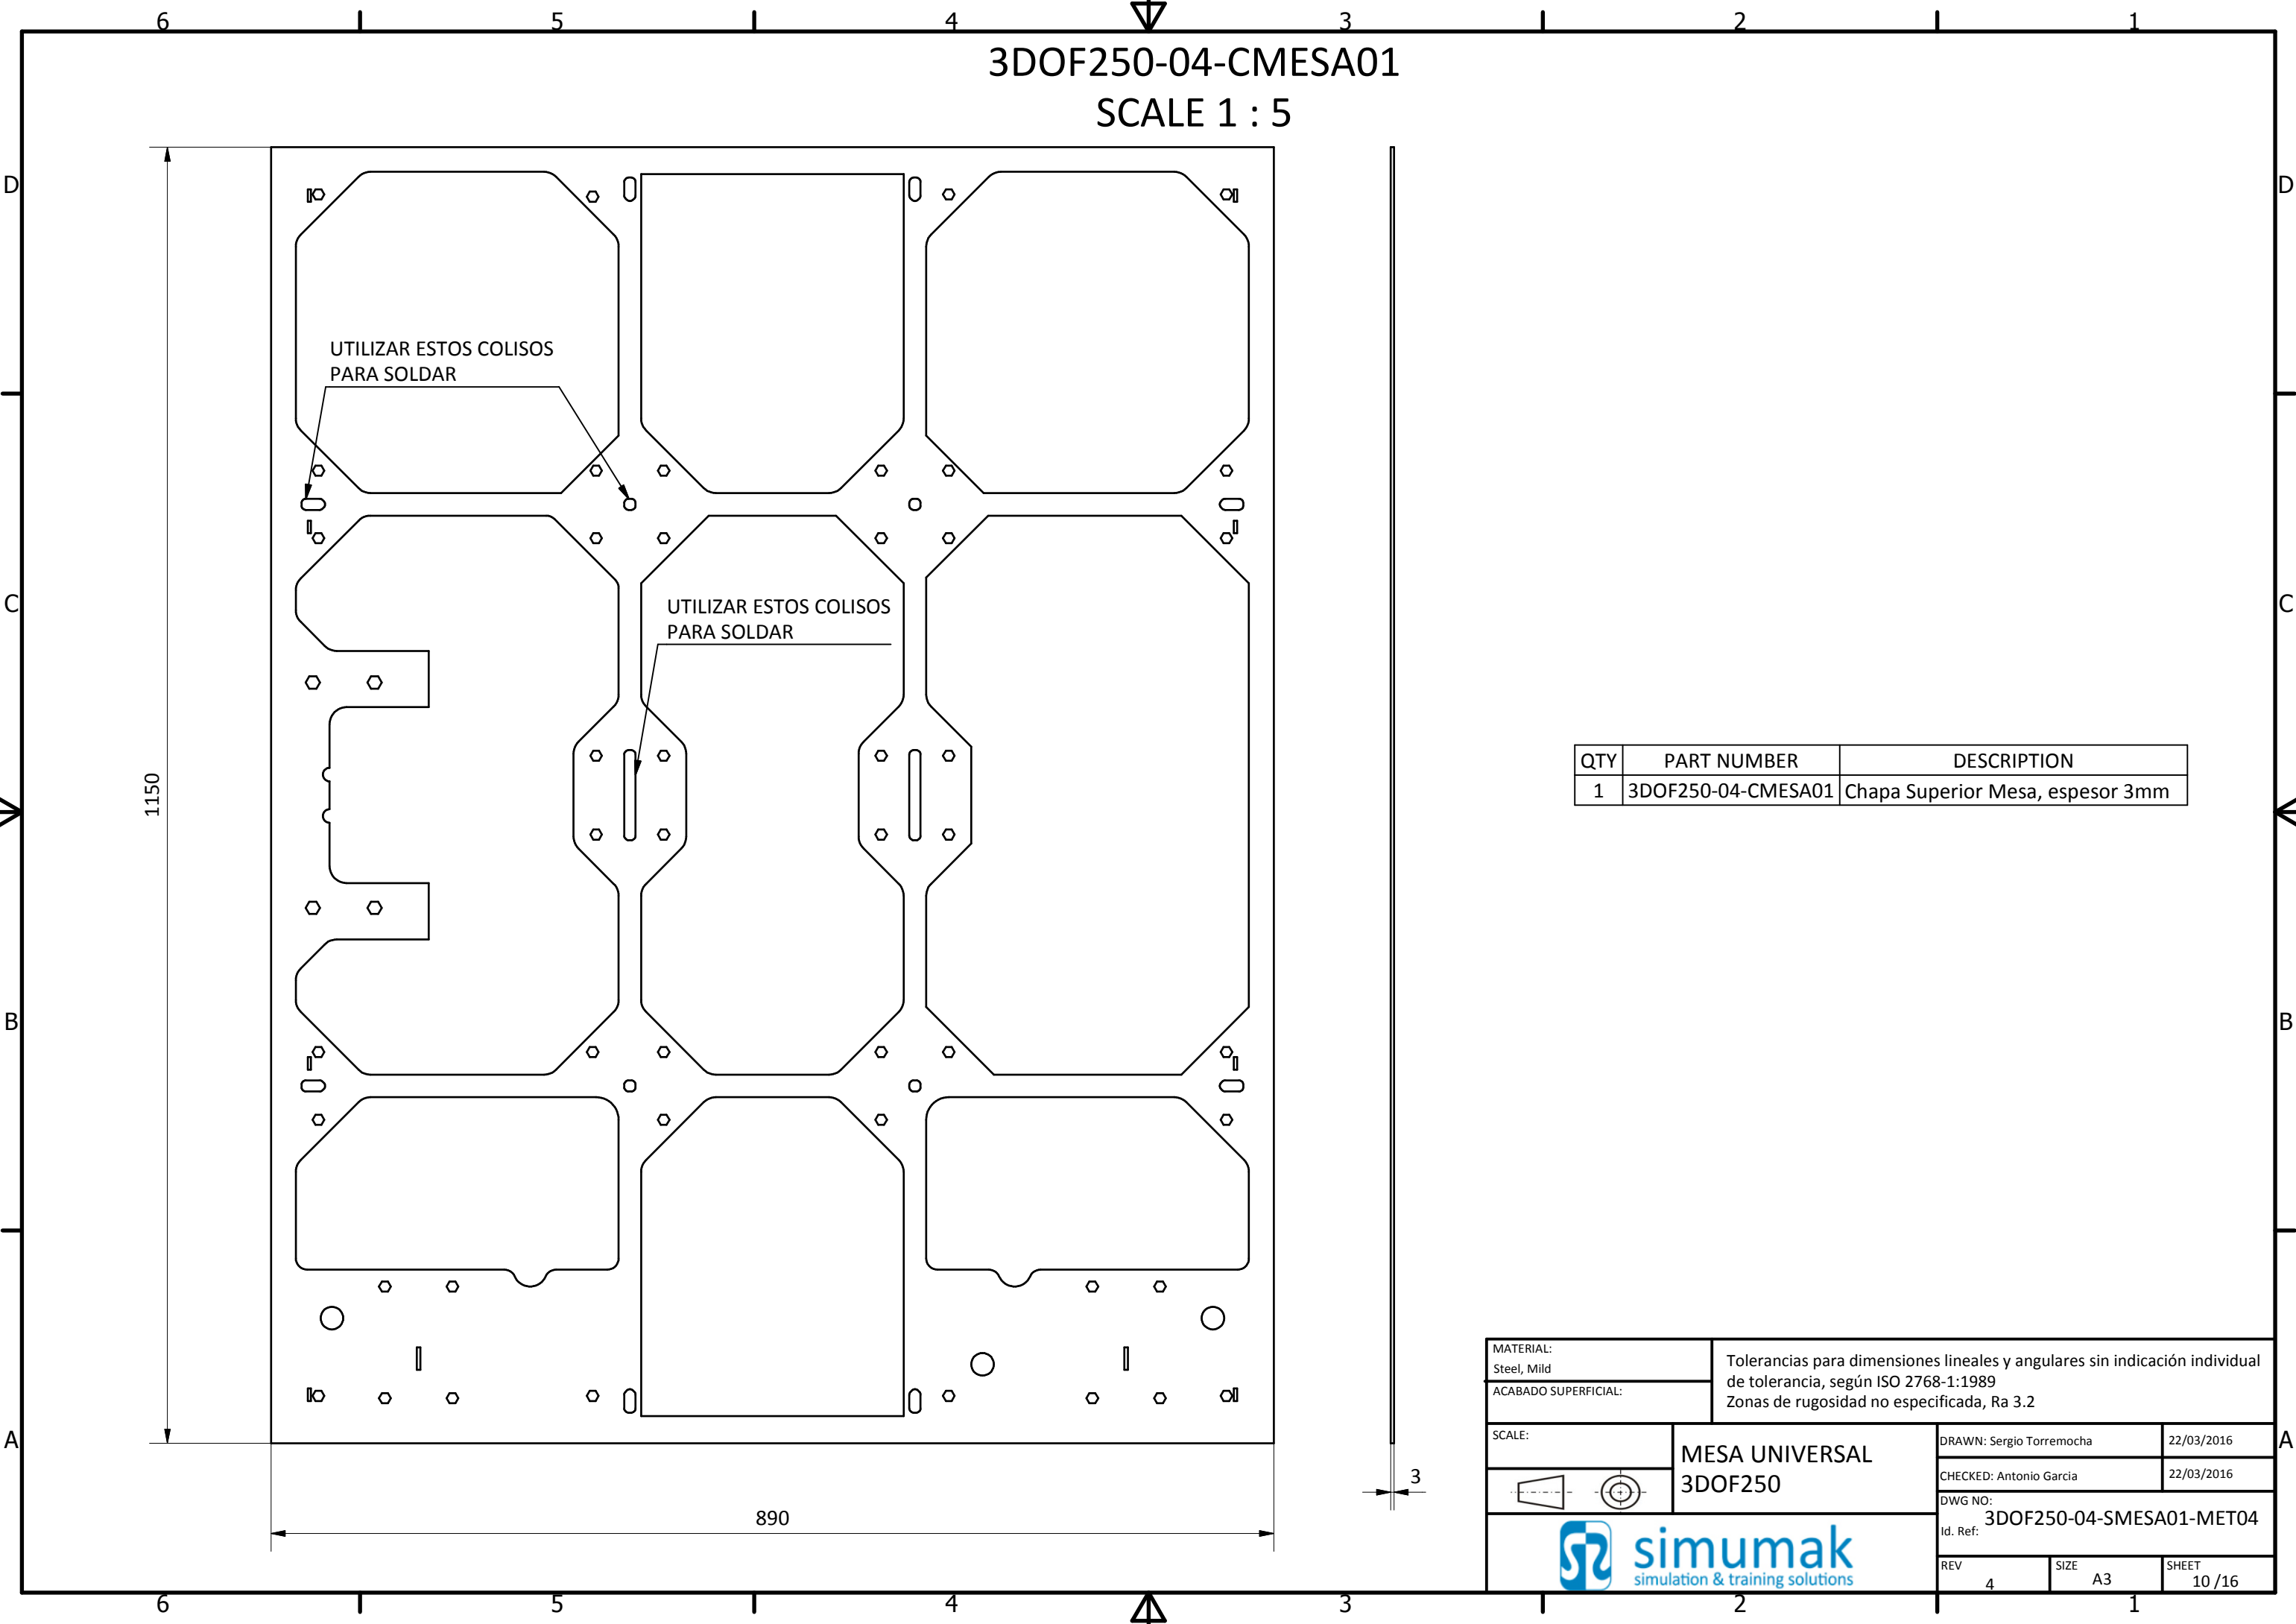 6 5 4 3 2 1
3DOF250-04-CMESA01
SCALE 1 : 5
D D
UTILIZAR ESTOS COLISOS
PARA SOLDAR
C C
UTILIZAR ESTOS COLISOS
PARA SOLDAR
1150
QTY PART NUMBER DESCRIPTION
1 3DOF250-04-CMESA01 Chapa Superior Mesa, espesor 3mm
B B
A A
3
890
MATERIAL:
Steel, Mild
ACABADO SUPERFICIAL:
Tolerancias para dimensiones lineales y angulares sin indicación individual
de tolerancia, según ISO 2768-1:1989
Zonas de rugosidad no especificada, Ra 3.2
SCALE:
MESA UNIVERSAL
3DOF250
DRAWN: Sergio Torremocha 22/03/2016
CHECKED: Antonio Garcia 22/03/2016
DWG NO:
3DOF250-04-SMESA01-MET04
Id. Ref:
simumak
simulation & training solutions
REV 4
SIZE A3
SHEET 10 /16
6 5 4 3 2 1